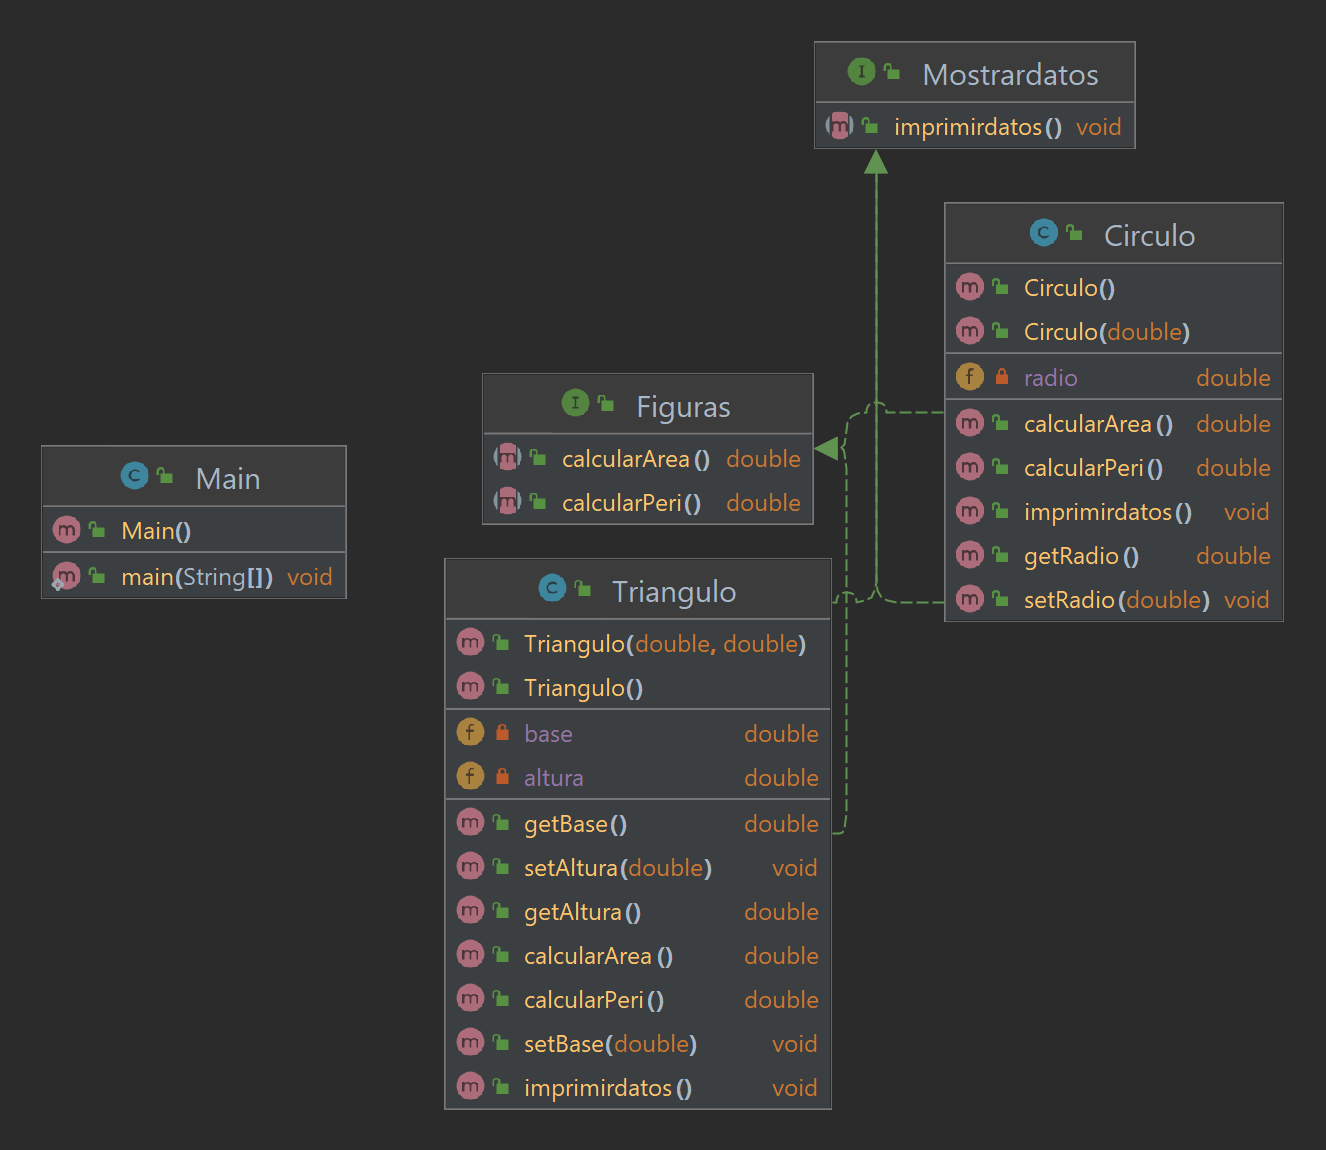 Mostrardatos
imprimirdatos() void
Circulo
Circulo()
Circulo(double)
radio double
calcularArea() double
calcularPeri() double
imprimirdatos() void
getRadio() double
setRadio(double) void
Figuras
calcularArea() double
calcularPeri() double
Main
Main()
main(String[]) void
Triangulo
Triangulo(double, double)
Triangulo()
base double
altura double
getBase() double
setAltura(double) void
getAltura() double
calcularArea() double
calcularPeri() double
setBase(double) void
imprimirdatos() void